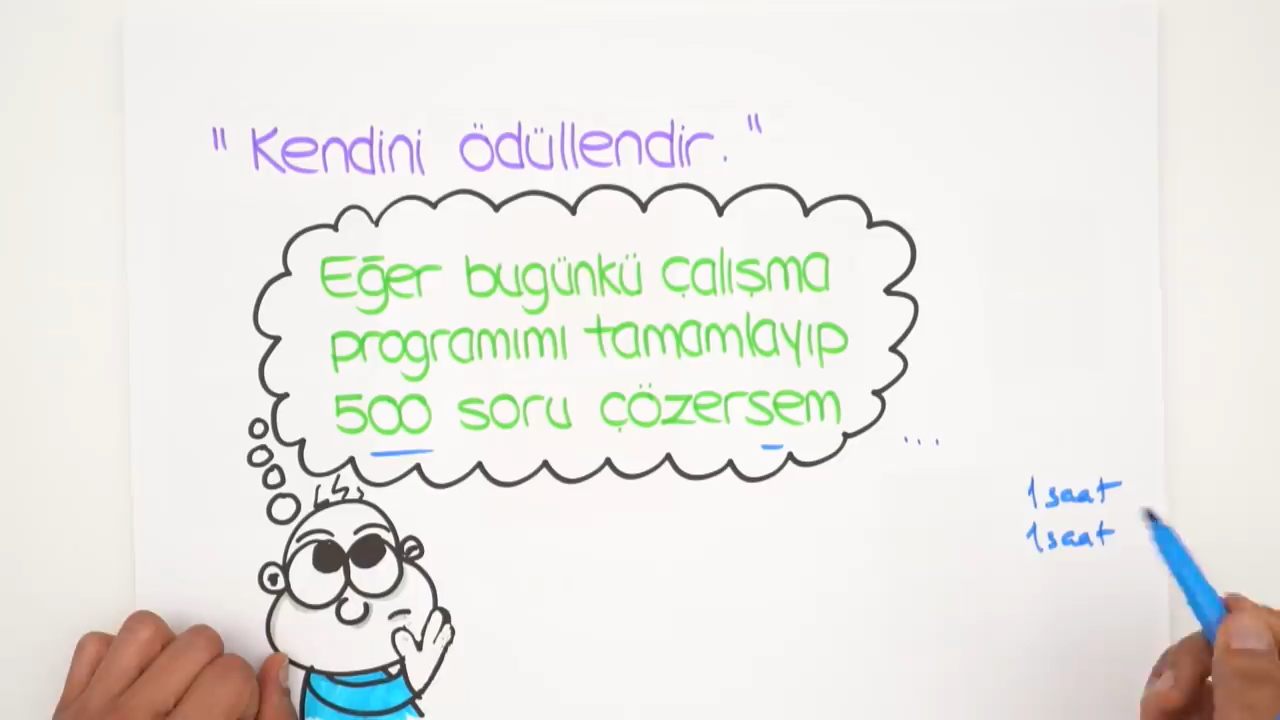 " Kendini ödüllendir. "
Eğer bugünkü çalışma
programımı tamamlayıp
500 soru çözersem
...
1 saat
1 saat